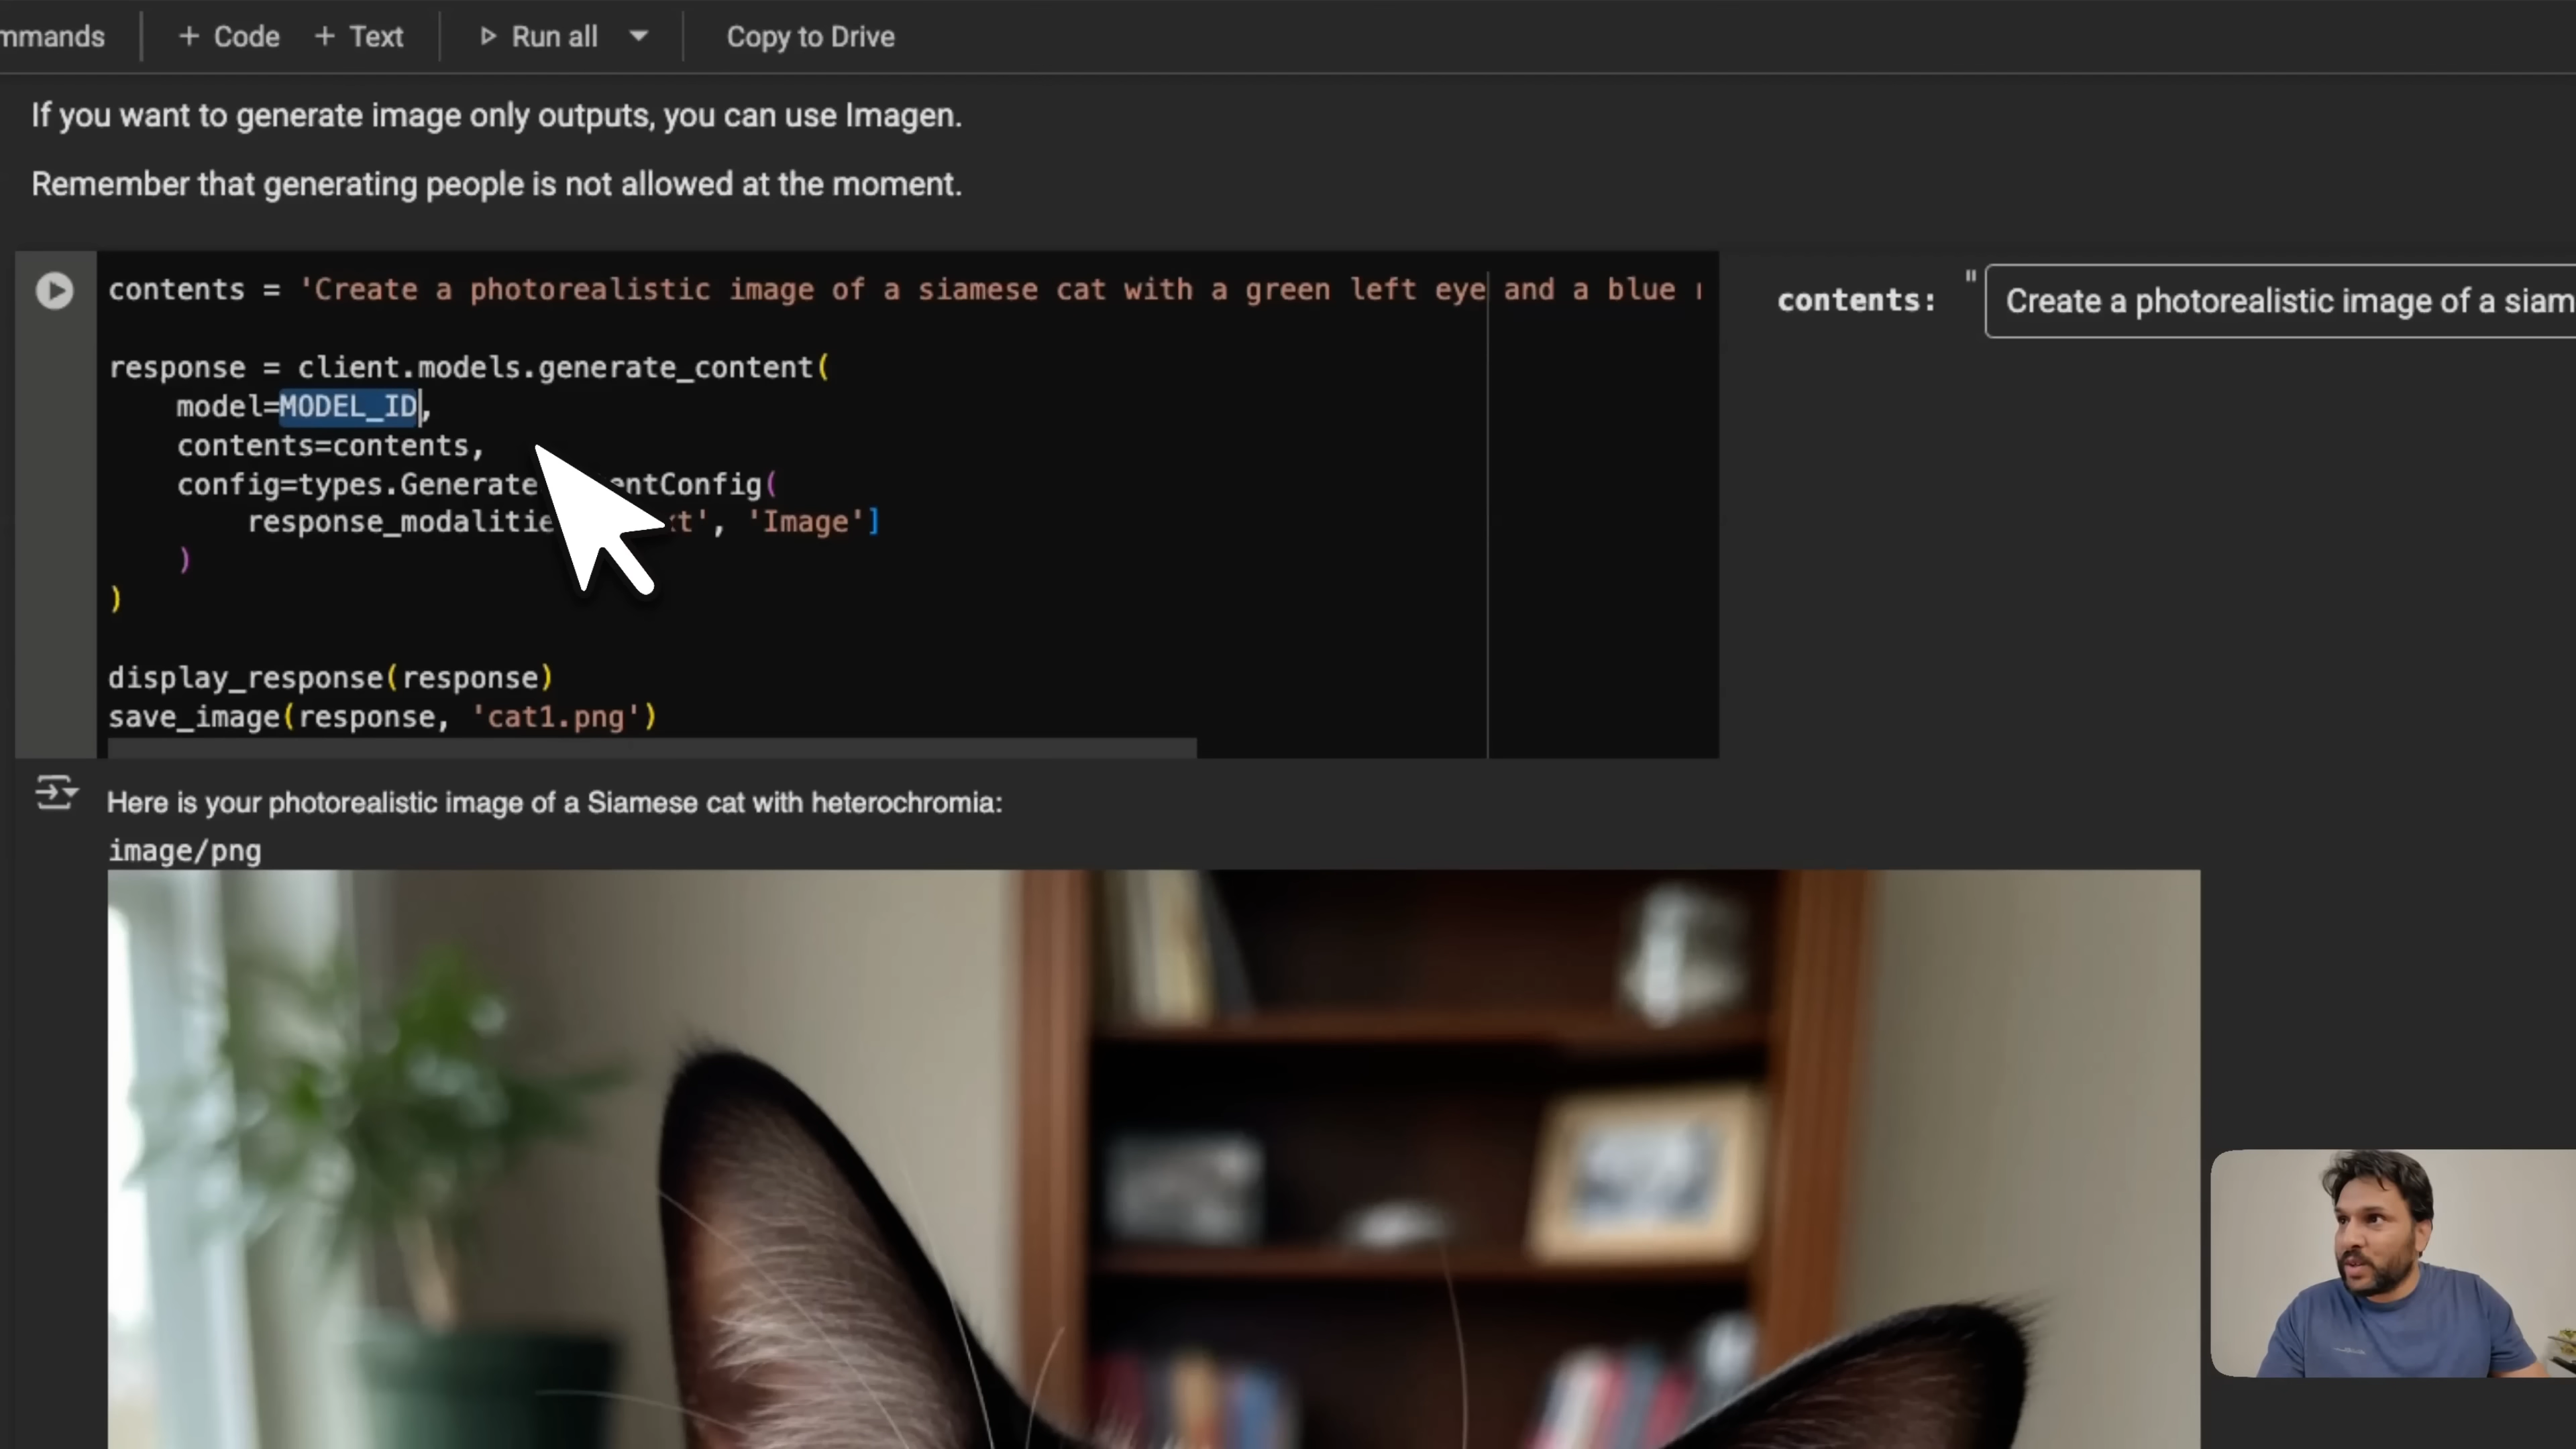 mmands + Code + Text Run all Copy to Drive
If you want to generate image only outputs, you can use Imagen.
Remember that generating people is not allowed at the moment.
contents = 'Create a photorealistic image of a siamese cat with a green left eye and a blue
response = client.models.generate_content(
model=MODEL_ID,
contents=contents,
config=types.Generate entConfig(
response_modalitie t', 'Image']
)
)
display_response(response)
save_image(response, 'cat1.png')
contents: " Create a photorealistic image of a siam
Here is your photorealistic image of a Siamese cat with heterochromia:
image/png